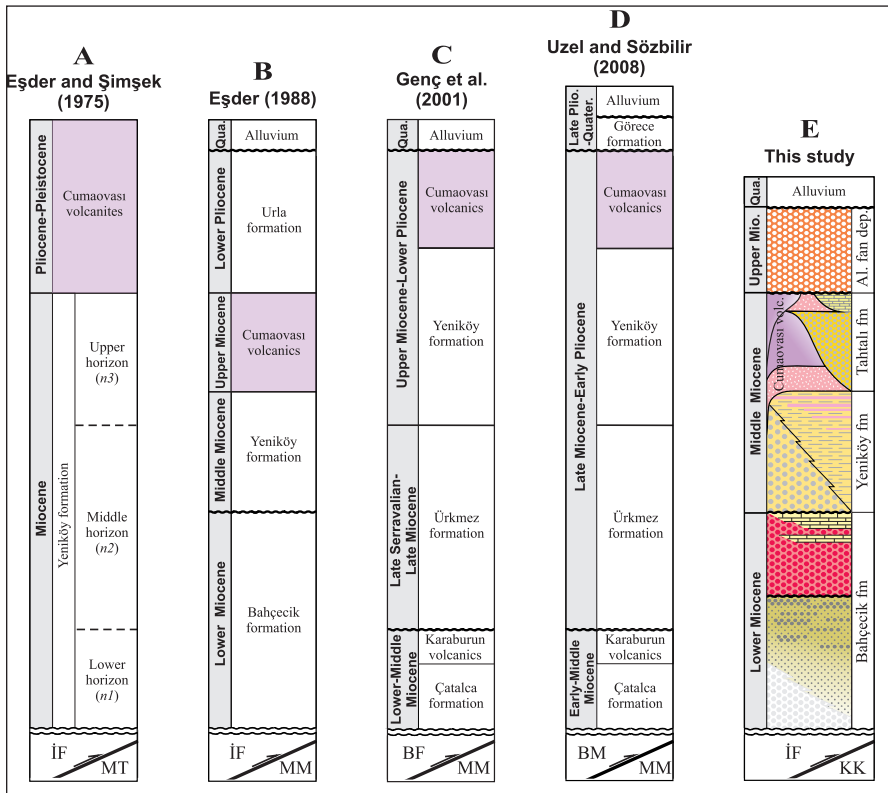 A
Eşder and Şimşek
(1975)
Pliocene-Pleistocene
Cumaovası
volcanites
Miocene
Yeniköy formation
Upper
horizon
(n3)
Middle
horizon
(n2)
Lower
horizon
(n1)
İF
MT
B
Eşder (1988)
Qua.
Alluvium
Lower Pliocene
Urla
formation
Upper Miocene
Cumaovası
volcanics
Middle Miocene
Yeniköy
formation
Lower Miocene
Bahçecik
formation
İF
MM
C
Genç et al.
(2001)
Qua.
Alluvium
Upper Miocene-Lower Pliocene
Cumaovası
volcanics
Yeniköy
formation
Late Serravalian-
Late Miocene
Ürkmez
formation
Lower-Middle
Miocene
Karaburun
volcanics
Çatalca
formation
BF
MM
D
Uzel and Sözbilir
(2008)
Late Plio.
-Quater.
Alluvium
Görece
formation
Late Miocene-Early Pliocene
Cumaovası
volcanics
Yeniköy
formation
Ürkmez
formation
Early-Middle
Miocene
Karaburun
volcanics
Çatalca
formation
BM
MM
E
This study
Qua.
Alluvium
Upper Mio.
Al. fan dep.
Middle Miocene
Cumaovası volc.
Tahtalı fm
Yeniköy fm
Lower Miocene
Bahçecik fm
İF
KK